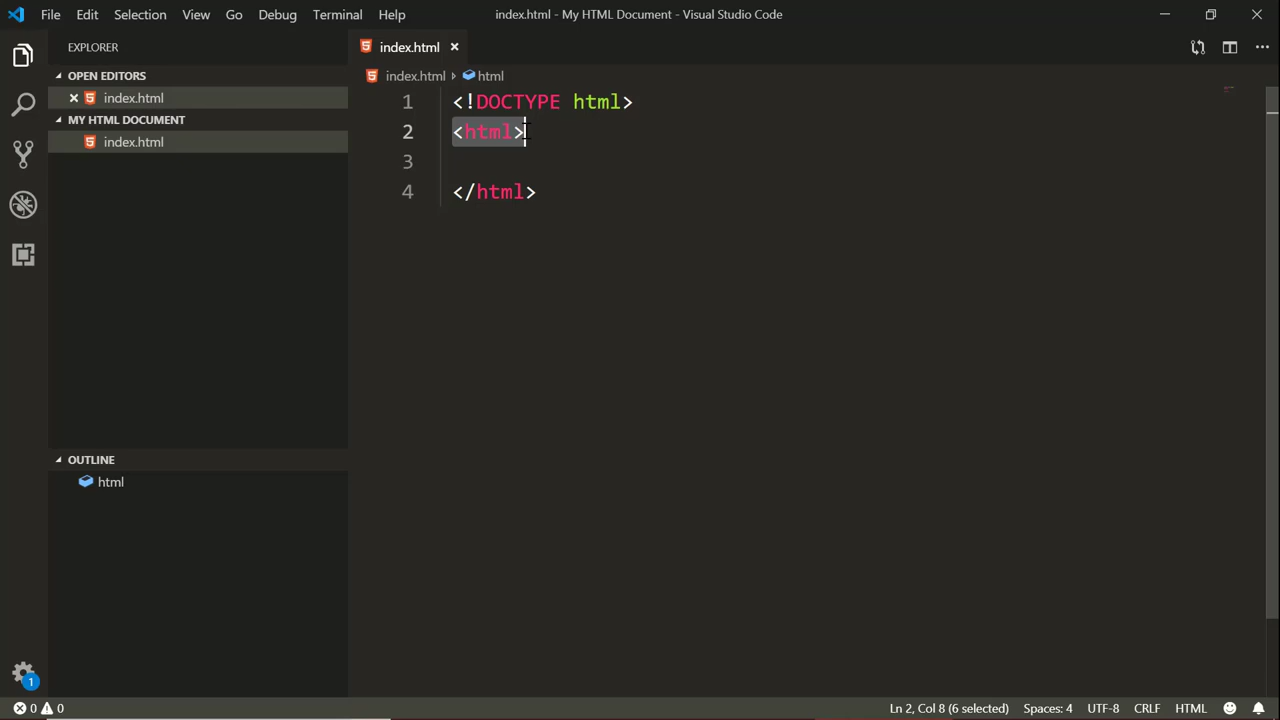 File Edit Selection View Go Debug Terminal Help index.html - My HTML Document - Visual Studio Code
EXPLORER
index.html
OPEN EDITORS
index.html > html
index.html
MY HTML DOCUMENT
index.html
1 <!DOCTYPE html>
2 <html>
3
4 </html>
OUTLINE
html
1
0 0 Ln 2, Col 8 (6 selected) Spaces: 4 UTF-8 CRLF HTML